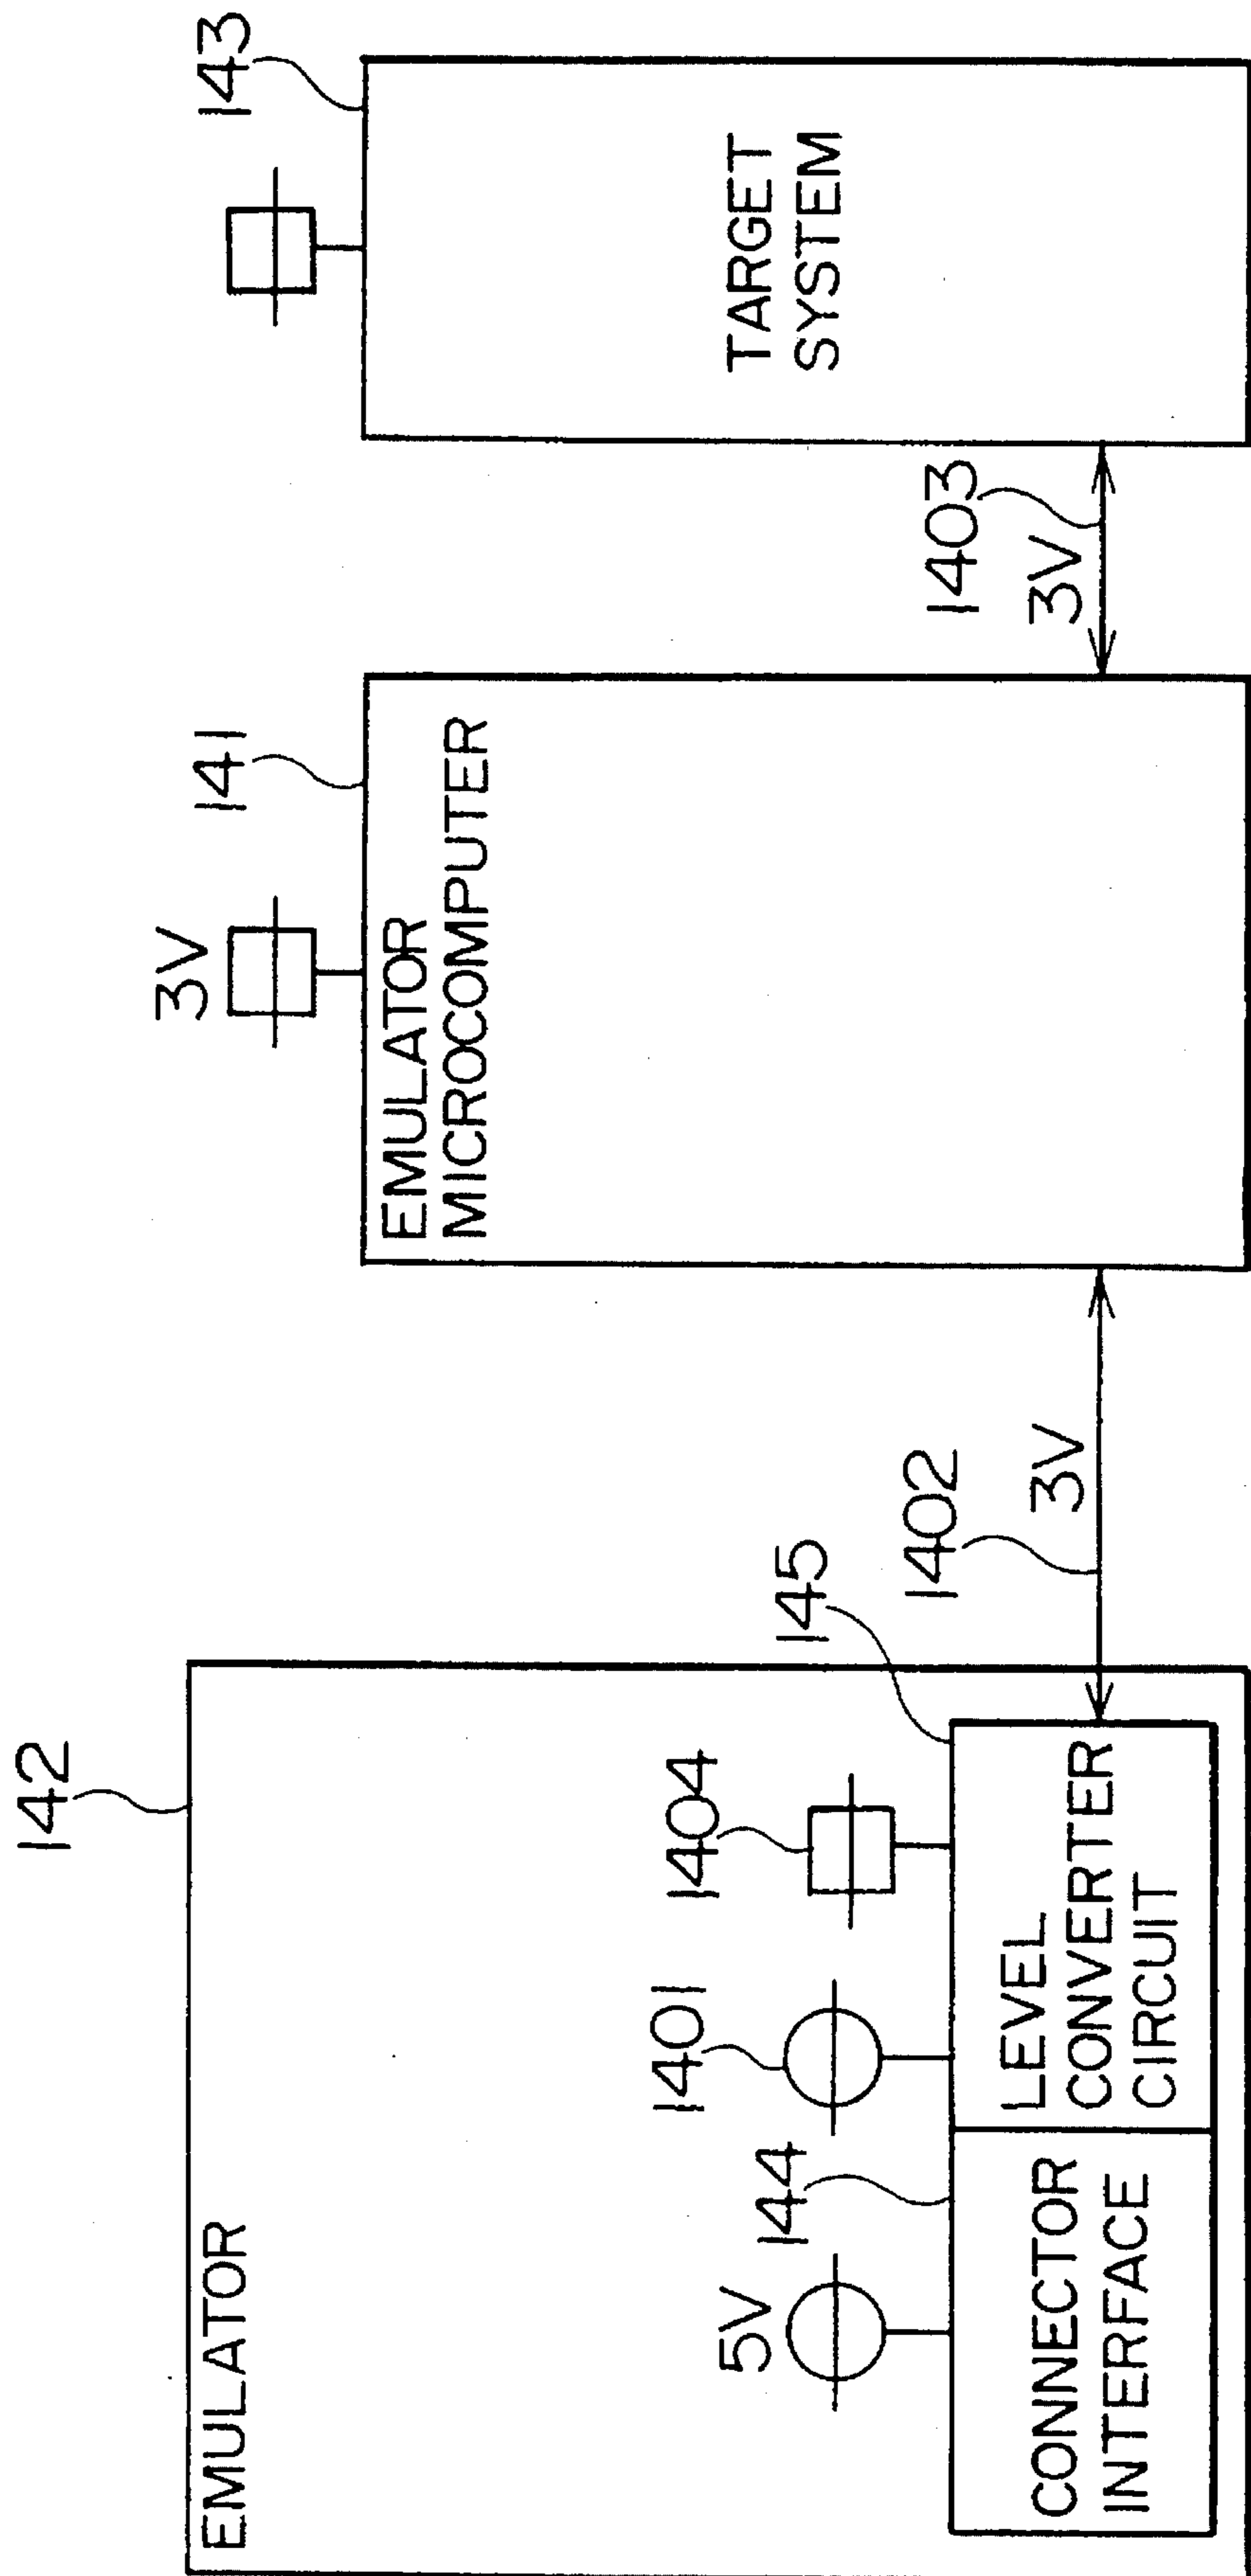 142
EMULATOR
5V
144
1401
1404
145
CONNECTOR
INTERFACE
LEVEL
CONVERTER
CIRCUIT
1402
3V
3V
141
EMULATOR
MICROCOMPUTER
1403
3V
143
TARGET
SYSTEM